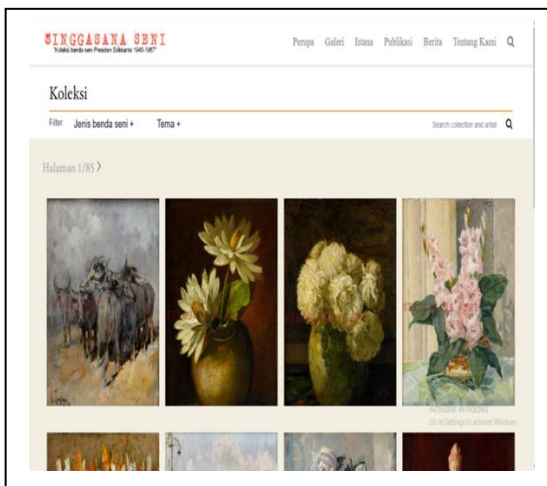 SINGGASANA SENI
"Koleksi benda seni Presiden Soekarno 1945-1967"
Perupa Galeri Istana Publikasi Berita Tentang Kami
Koleksi
Filter Jenis benda seni + Tema + Search collection and artist
Halaman 1/85 >
Activate Windows
Go to Settings to activate Windows.